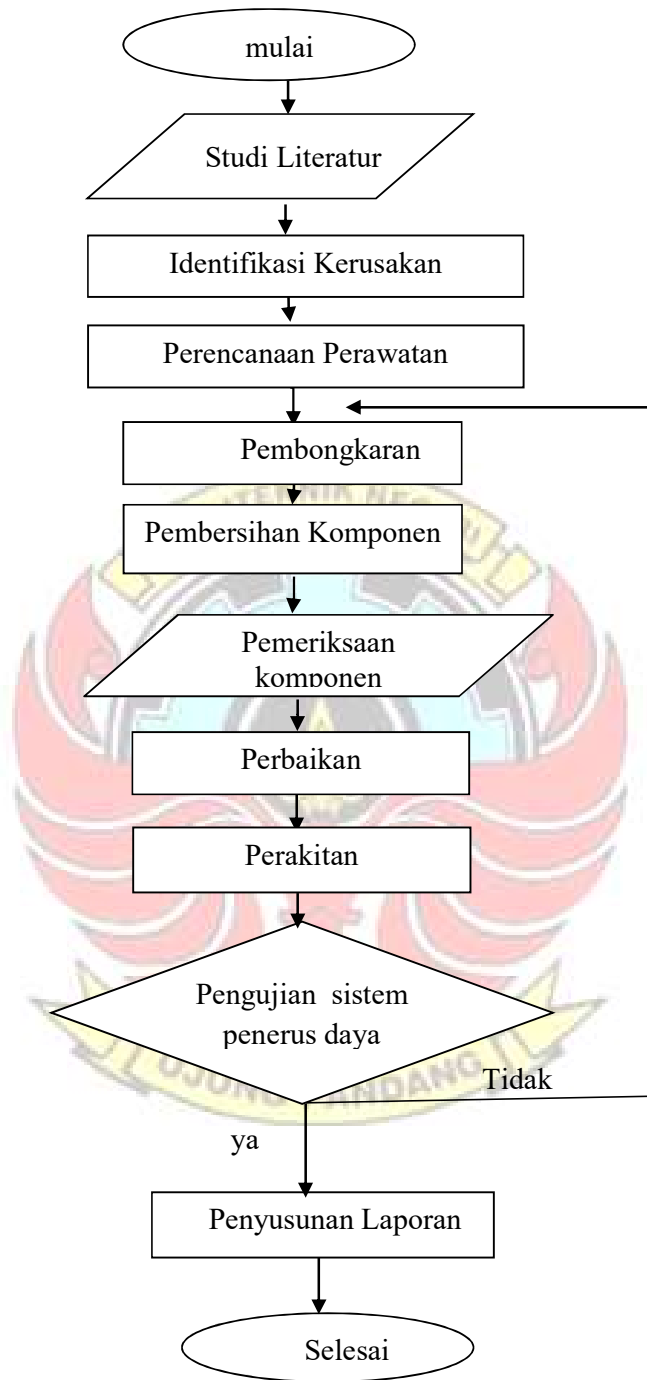 mulai
Studi Literatur
Identifikasi Kerusakan
Perencanaan Perawatan
Pembongkaran
Pembersihan Komponen
Pemeriksaan
komponen
Perbaikan
Perakitan
Pengujian sistem
penerus daya
Tidak
ya
Penyusunan Laporan
Selesai